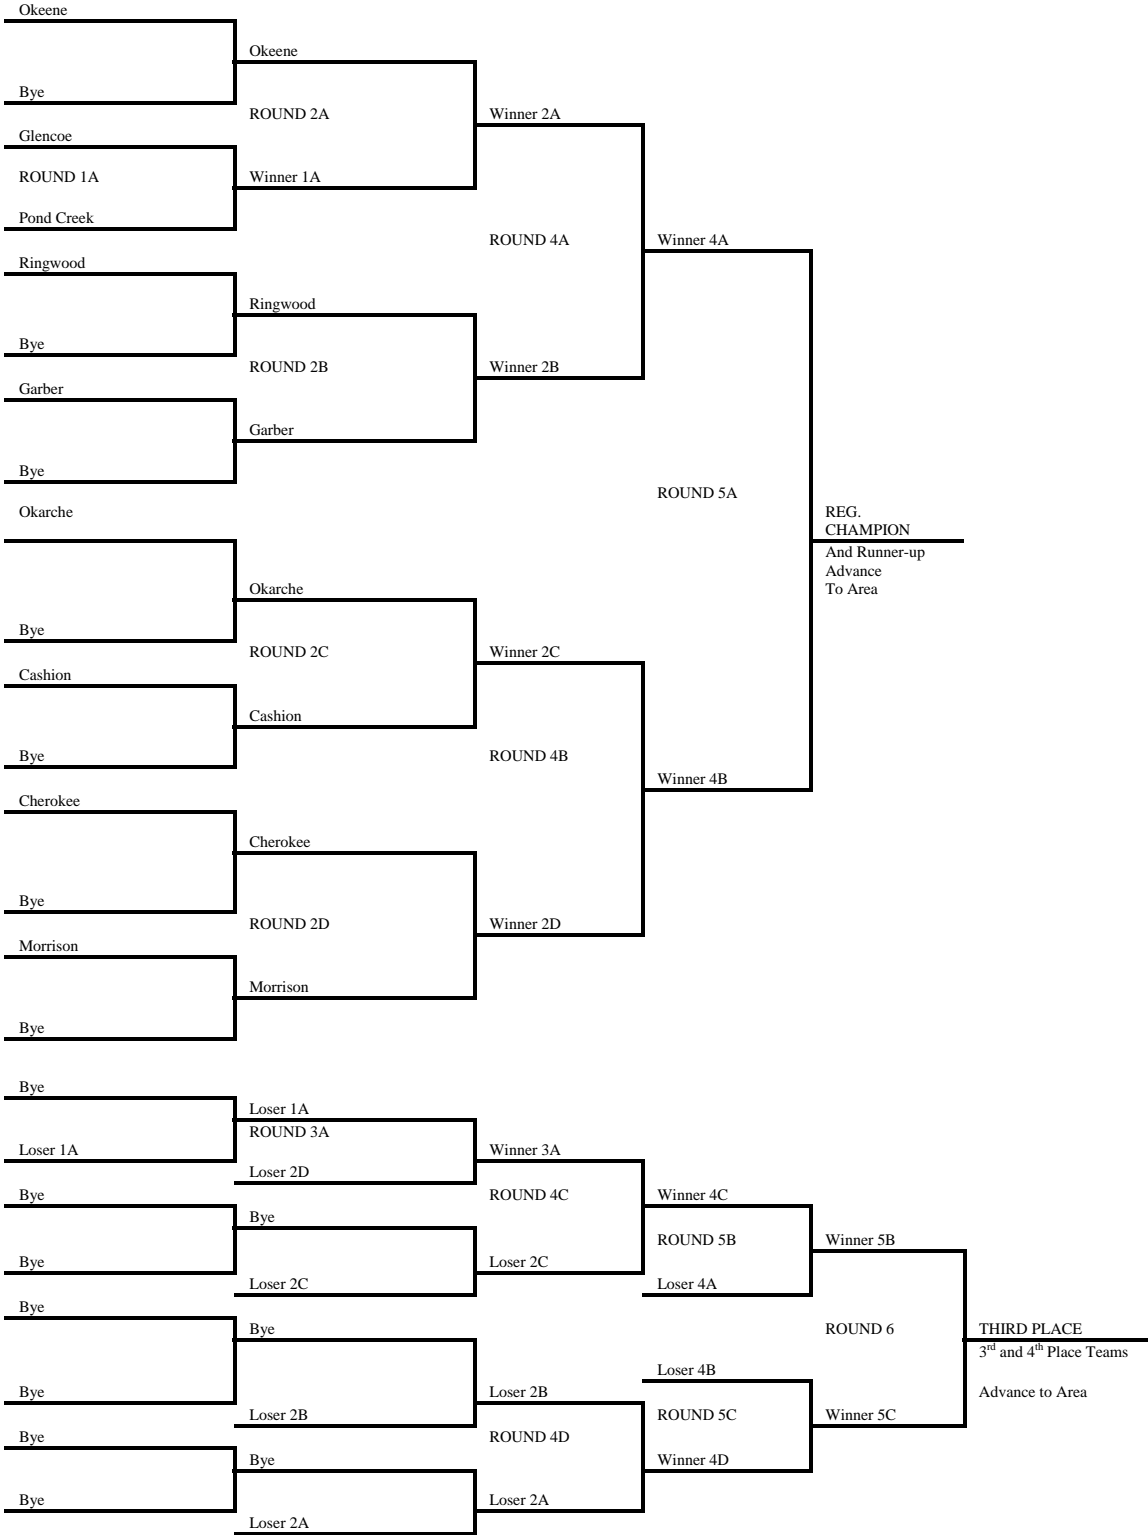 Okeene
Okeene
Bye
ROUND 2A
Winner 2A
Glencoe
ROUND 1A
Winner 1A
Pond Creek
ROUND 4A
Winner 4A
Ringwood
Ringwood
Bye
ROUND 2B
Winner 2B
Garber
Garber
Bye
ROUND 5A
Okarche
REG.
CHAMPION
And Runner-up
Advance
To Area
Okarche
Bye
ROUND 2C
Winner 2C
Cashion
Cashion
Bye
ROUND 4B
Winner 4B
Cherokee
Cherokee
Bye
ROUND 2D
Winner 2D
Morrison
Morrison
Bye
Bye
Loser 1A
ROUND 3A
Loser 1A
Winner 3A
Loser 2D
Bye
ROUND 4C
Winner 4C
Bye
ROUND 5B
Winner 5B
Bye
Loser 2C
Loser 2C
Loser 4A
Bye
Bye
ROUND 6
THIRD PLACE
3rd and 4th Place Teams
Loser 4B
Bye
Loser 2B
Advance to Area
Loser 2B
ROUND 5C
Winner 5C
Bye
ROUND 4D
Bye
Winner 4D
Bye
Loser 2A
Loser 2A